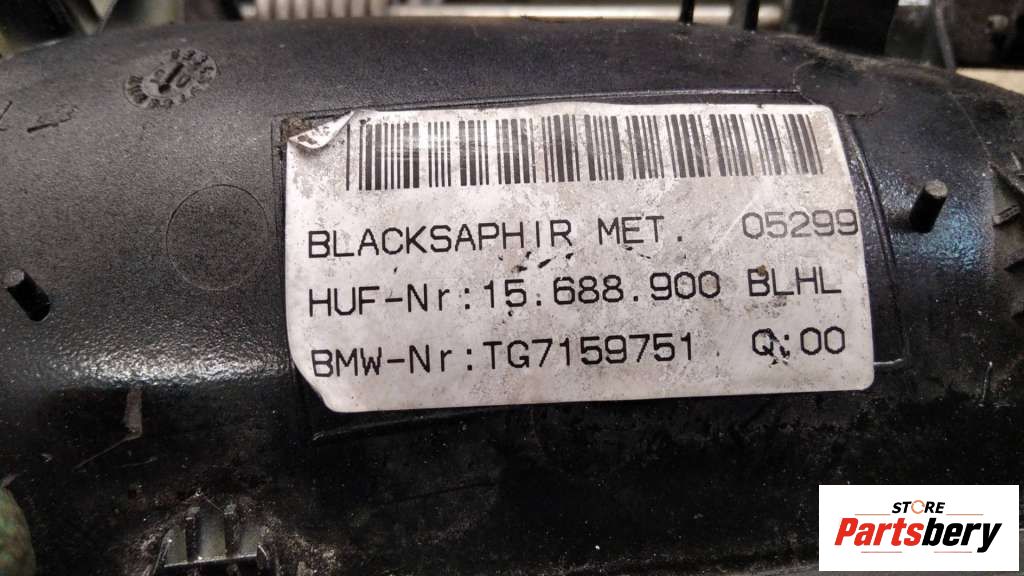 BLACKSAPHIR MET. 05299
HUF-Nr:15.688.900 BLHL
BMW-Nr:TG7159751 Q:00
STORE
Partsbery